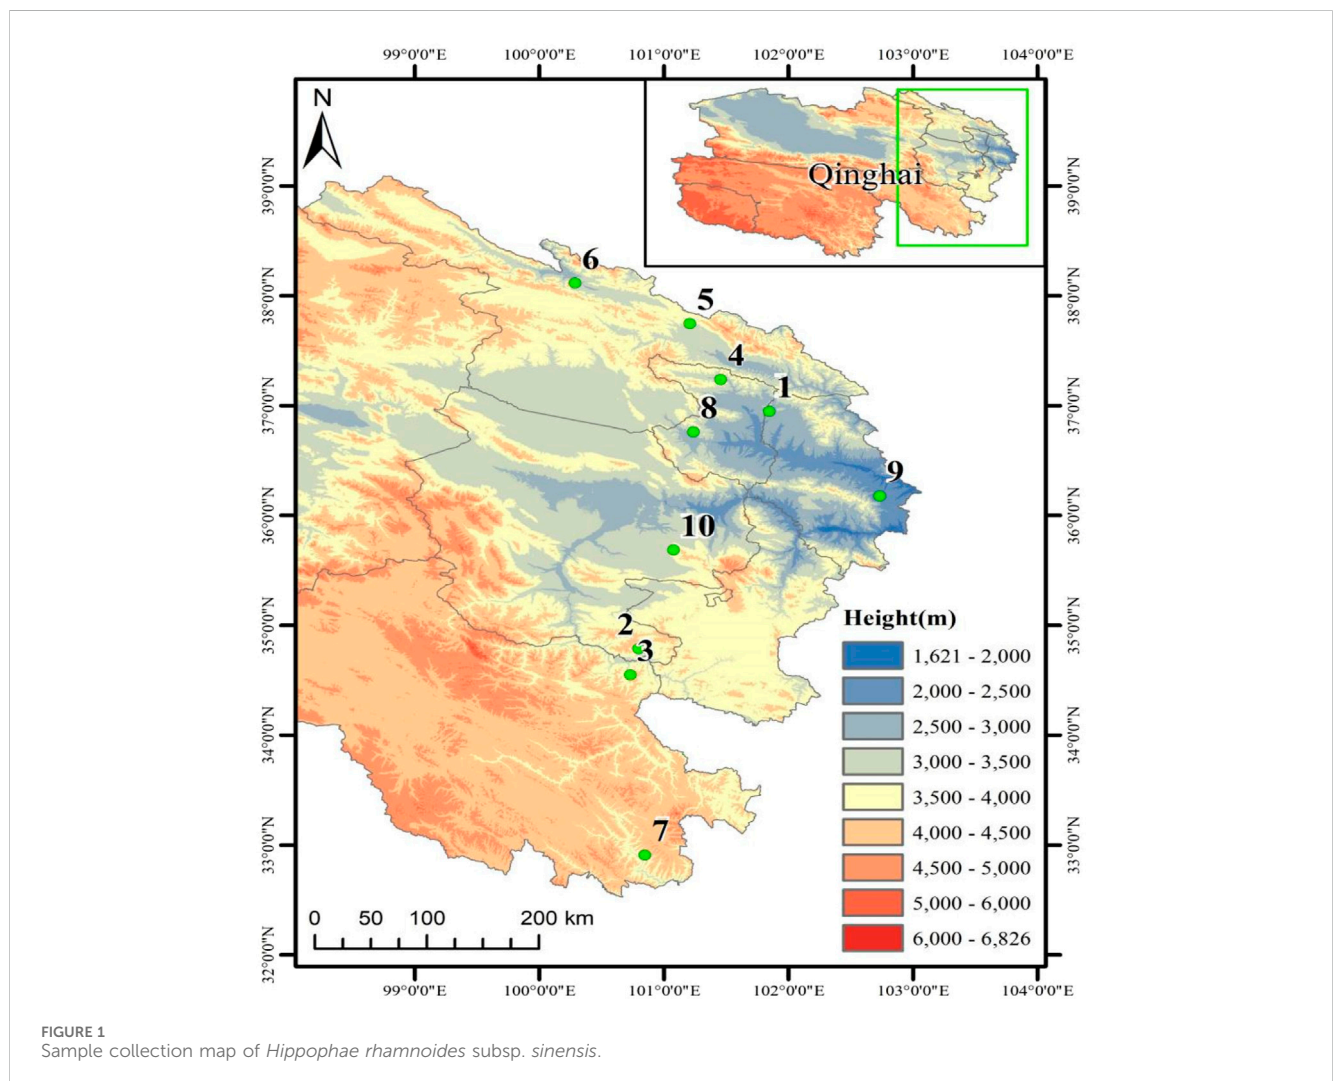 99°0'0"E 100°0'0"E 101°0'0"E 102°0'0"E 103°0'0"E 104°0'0"E
N
Qinghai
39°0'0"N 39°0'0"N
38°0'0"N 38°0'0"N
37°0'0"N 37°0'0"N
36°0'0"N 36°0'0"N
35°0'0"N 35°0'0"N
34°0'0"N 34°0'0"N
33°0'0"N 33°0'0"N
32°0'0"N 32°0'0"N
6
5
4
1
8
9
10
2
3
7
Height(m)
1,621 - 2,000
2,000 - 2,500
2,500 - 3,000
3,000 - 3,500
3,500 - 4,000
4,000 - 4,500
4,500 - 5,000
5,000 - 6,000
6,000 - 6,826
0 50 100 200 km
99°0'0"E 100°0'0"E 101°0'0"E 102°0'0"E 103°0'0"E 104°0'0"E
FIGURE 1
Sample collection map of Hippophae rhamnoides subsp. sinensis.